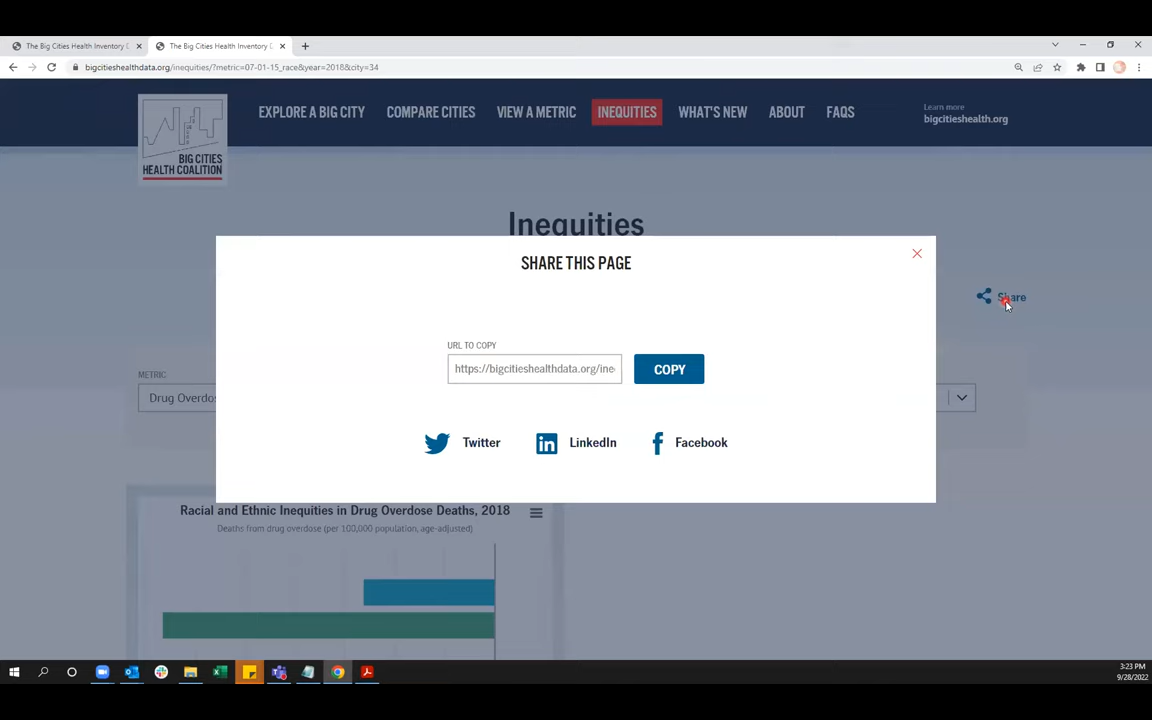 The Big Cities Health Inventory D
The Big Cities Health Inventory D
bigcitieshealthdata.org/inequities/?metric=07-01-15_race&year=2018&city=34
BIG CITIES
HEALTH COALITION
EXPLORE A BIG CITY
COMPARE CITIES
VIEW A METRIC
INEQUITIES
WHAT'S NEW
ABOUT
FAQS
Learn more
bigcitieshealth.org
Inequities
SHARE THIS PAGE
Share
URL TO COPY
https://bigcitieshealthdata.org/ine
COPY
METRIC
Drug Overdos
Twitter
LinkedIn
Facebook
Racial and Ethnic Inequities in Drug Overdose Deaths, 2018
Deaths from drug overdose (per 100,000 population, age-adjusted)
3:23 PM
9/28/2022